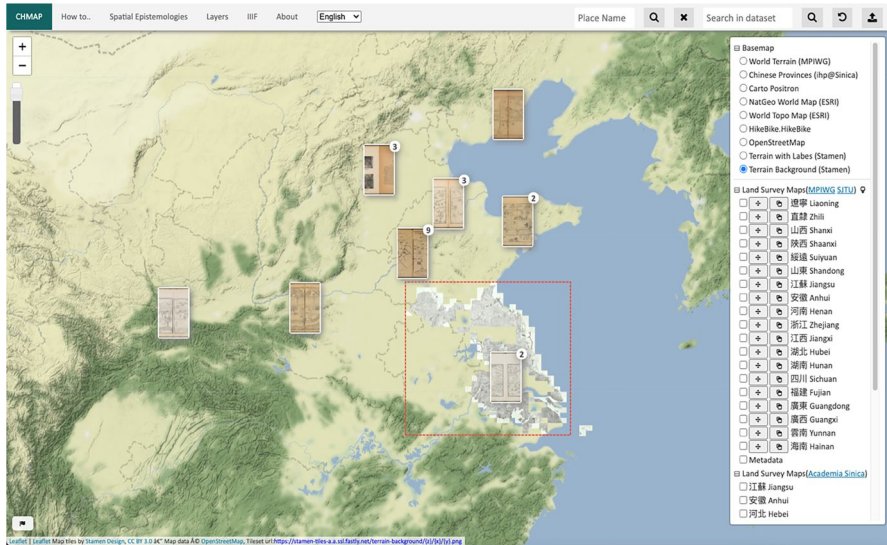 CHMAP How to.. Spatial Epistemologies Layers IIIF About English Place Name Search in dataset
+
−
3
3
2
9
2
Basemap
World Terrain (MPIWG)
Chinese Provinces (ihp@Sinica)
Carto Positron
NatGeo World Map (ESRI)
World Topo Map (ESRI)
HikeBike.HikeBike
OpenStreetMap
Terrain with Labes (Stamen)
Terrain Background (Stamen)
Land Survey Maps(MPIWG SJTU)
遼寧 Liaoning
直隸 Zhili
山西 Shanxi
陝西 Shaanxi
綏遠 Suiyuan
山東 Shandong
江蘇 Jiangsu
安徽 Anhui
河南 Henan
浙江 Zhejiang
江西 Jiangxi
湖北 Hubei
湖南 Hunan
四川 Sichuan
福建 Fujian
廣東 Guangdong
廣西 Guangxi
雲南 Yunnan
海南 Hainan
Metadata
Land Survey Maps(Academia Sinica)
江蘇 Jiangsu
安徽 Anhui
河北 Hebei
Leaflet | Leaflet Map tiles by Stamen Design, CC BY 3.0 â€” Map data Â© OpenStreetMap, Tileset url:https://stamen-tiles-a.a.ssl.fastly.net/terrain-background/{z}/{x}/{y}.png